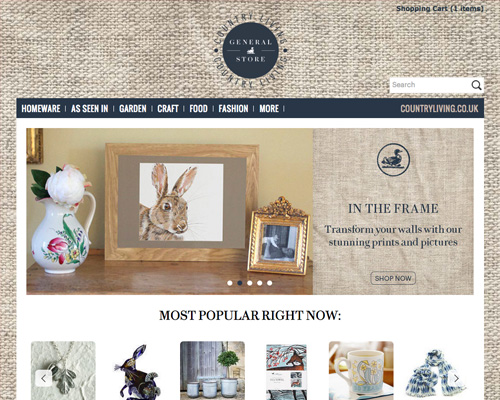 Shopping Cart (1 items)
COUNTRY LIVING
GENERAL
STORE
COUNTRY LIVING
Search
HOMEWARE | AS SEEN IN | GARDEN | CRAFT | FOOD | FASHION | MORE |
COUNTRYLIVING.CO.UK
IN THE FRAME
Transform your walls with our
stunning prints and pictures
SHOP NOW
MOST POPULAR RIGHT NOW: